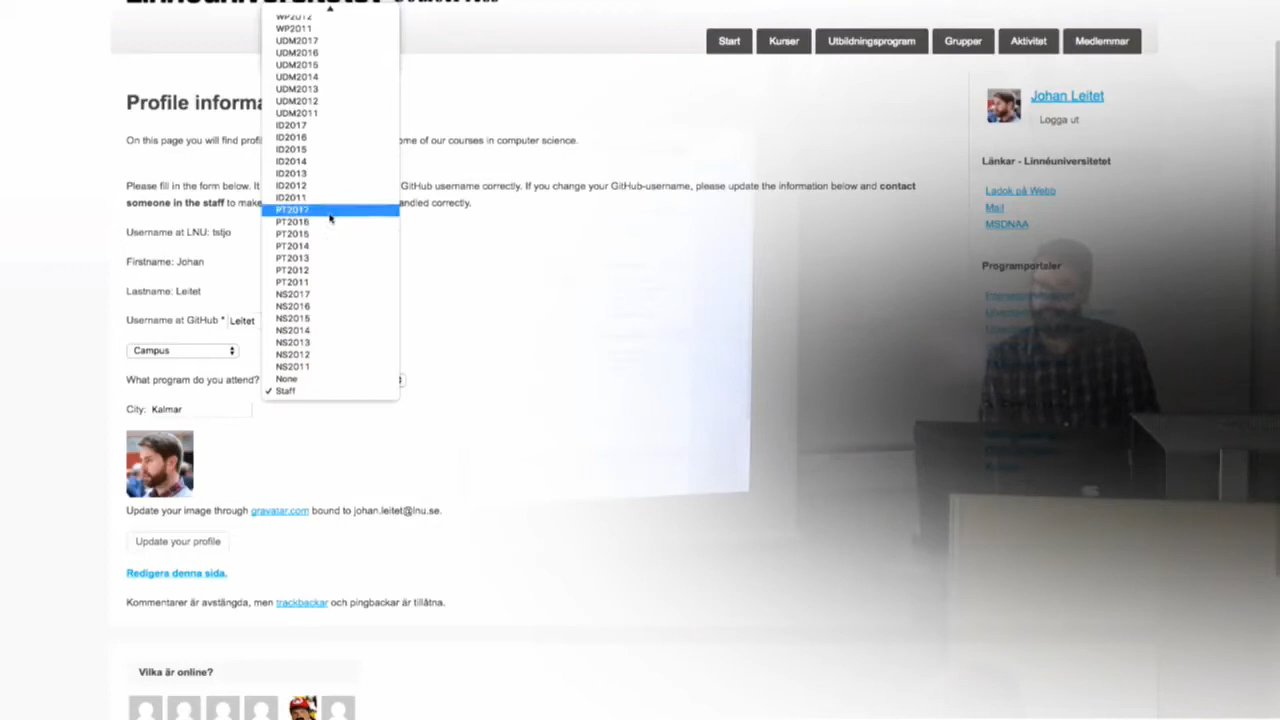 WP2012
WP2011
UDM2017
UDM2016
UDM2015
UDM2014
UDM2013
UDM2012
UDM2011
ID2017
ID2016
ID2015
ID2014
ID2013
ID2012
ID2011
PT2017
PT2016
PT2015
PT2014
PT2013
PT2012
PT2011
NS2017
NS2016
NS2015
NS2014
NS2013
NS2012
NS2011
None
✓ Staff
Start Kurser Utbildningsprogram Grupper Aktivitet Medlemmar
Profile informa
On this page you will find profi ome of our courses in computer science.
Please fill in the form below. It GitHub username correctly. If you change your GitHub-username, please update the information below and contact
someone in the staff to make andled correctly.
Username at LNU: tstjo
Firstname: Johan
Lastname: Leitet
Username at GitHub * Leitet
Campus
What program do you attend?
City: Kalmar
Update your image through gravatar.com bound to johan.leitet@lnu.se.
Update your profile
Redigera denna sida.
Kommentarer är avstängda, men trackbackar och pingbackar är tillåtna.
Vilka är online?
Johan Leitet
Logga ut
Länkar - Linnéuniversitetet
Ladok på Webb
Mail
MSDNAA
Programportaler